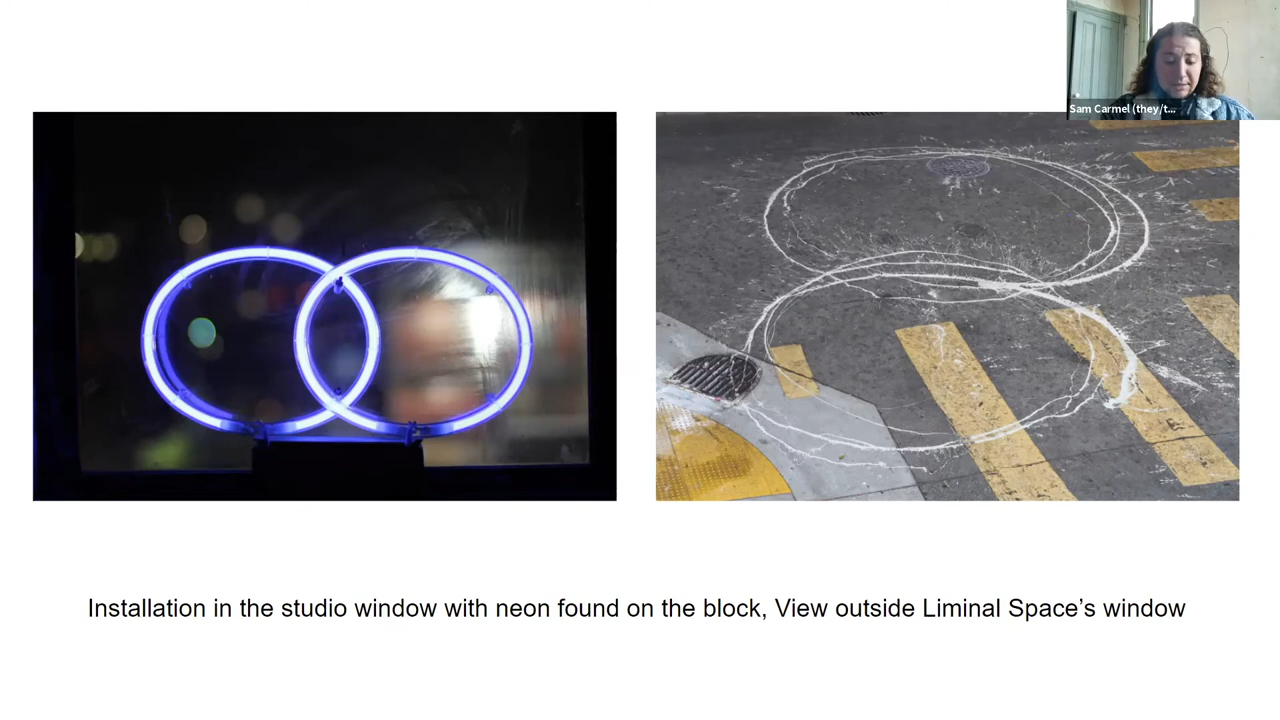 Sam Carmel (they/t...
Installation in the studio window with neon found on the block, View outside Liminal Space’s window